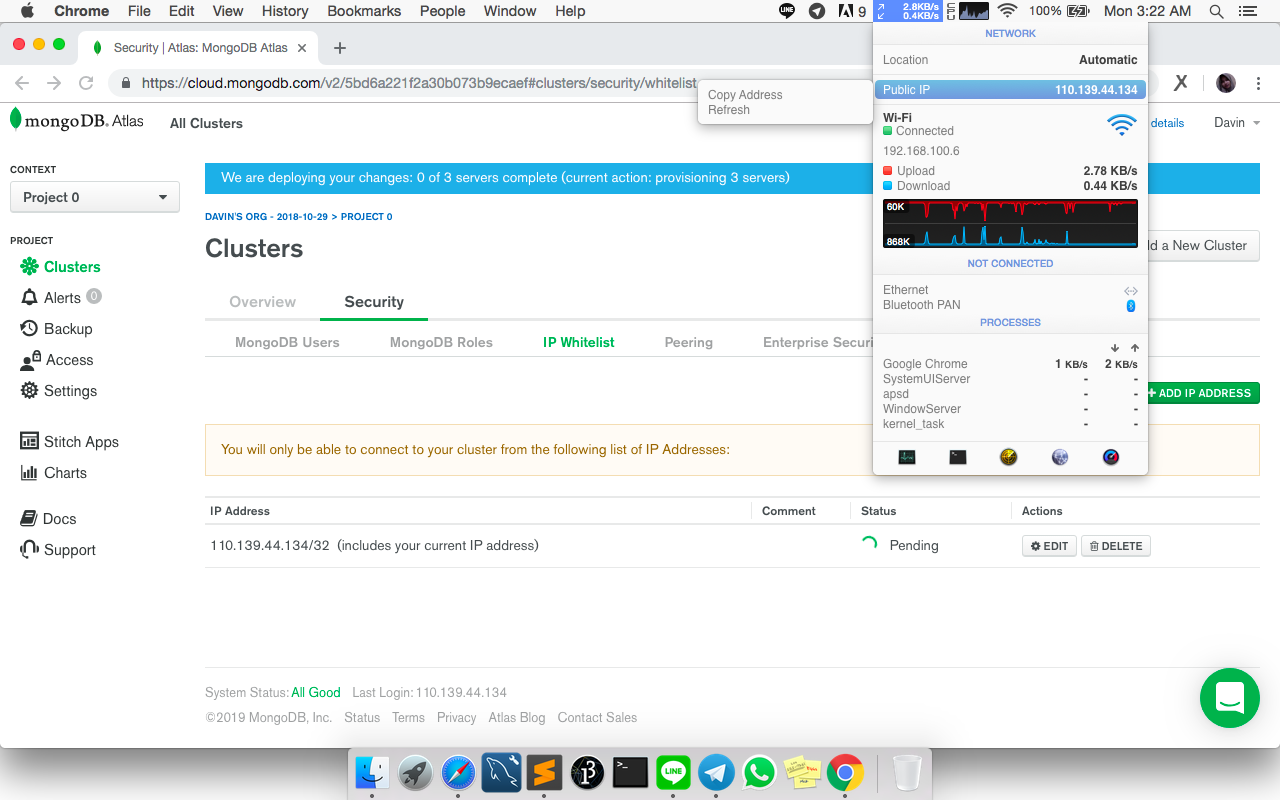 Chrome File Edit View History Bookmarks People Window Help
LINE 9 2.8KB/s 0.4KB/s CPU 100% Mon 3:22 AM
Security | Atlas: MongoDB Atlas
https://cloud.mongodb.com/v2/5bd6a221f2a30b073b9ecaef#clusters/security/whitelist
Copy Address
Refresh
NETWORK
Location Automatic
Public IP 110.139.44.134
Wi-Fi
Connected
192.168.100.6
Upload 2.78 KB/s
Download 0.44 KB/s
60K
868K
NOT CONNECTED
Ethernet
Bluetooth PAN
PROCESSES
Google Chrome 1 KB/s 2 KB/s
SystemUIServer - -
apsd - -
WindowServer - -
kernel_task - -
mongoDB. Atlas All Clusters details Davin
CONTEXT
Project 0
PROJECT
Clusters
Alerts 0
Backup
Access
Settings
Stitch Apps
Charts
Docs
Support
We are deploying your changes: 0 of 3 servers complete (current action: provisioning 3 servers)
DAVIN'S ORG - 2018-10-29 > PROJECT 0
Clusters
d a New Cluster
Overview Security
MongoDB Users MongoDB Roles IP Whitelist Peering Enterprise Securi
+ ADD IP ADDRESS
You will only be able to connect to your cluster from the following list of IP Addresses:
IP Address Comment Status Actions
110.139.44.134/32 (includes your current IP address) Pending EDIT DELETE
System Status: All Good Last Login: 110.139.44.134
©2019 MongoDB, Inc. Status Terms Privacy Atlas Blog Contact Sales
LINE